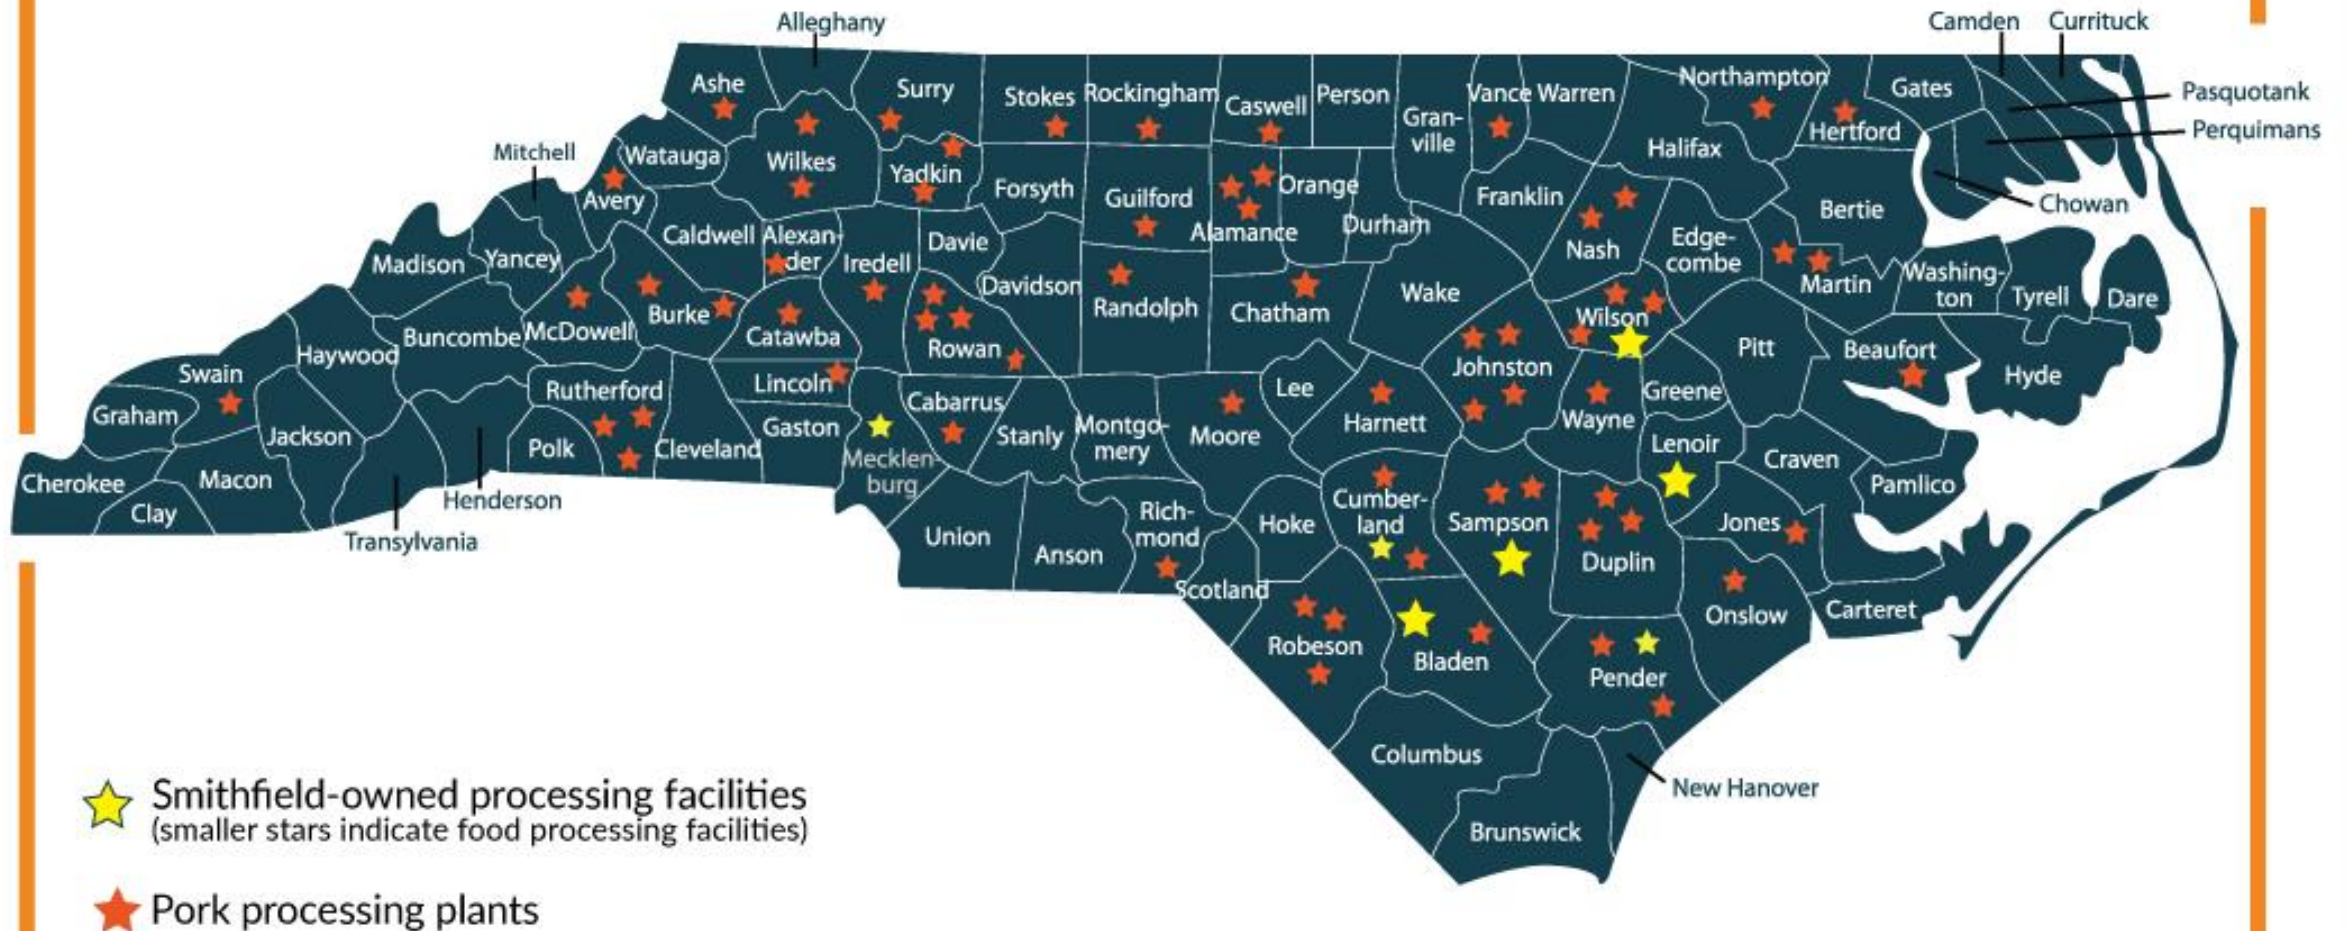 Alleghany
Camden
Currituck
Ashe
Surry
Stokes
Rockingham
Caswell
Person
Gran-
ville
Vance
Warren
Northampton
Gates
Pasquotank
Perquimans
Hertford
Halifax
Mitchell
Watauga
Wilkes
Yadkin
Forsyth
Guilford
Alamance
Orange
Durham
Franklin
Nash
Edge-
combe
Bertie
Chowan
Avery
Caldwell
Alexan-
der
Iredell
Davie
Davidson
Randolph
Chatham
Wake
Wilson
Martin
Washing-
ton
Tyrell
Dare
Madison
Yancey
McDowell
Burke
Catawba
Rowan
Johnston
Pitt
Beaufort
Hyde
Swain
Haywood
Buncombe
Rutherford
Lincoln
Cabarrus
Lee
Harnett
Wayne
Greene
Graham
Jackson
Polk
Cleveland
Gaston
Mecklen-
burg
Stanly
Montgo-
mery
Moore
Lenoir
Craven
Pamlico
Cherokee
Clay
Macon
Transylvania
Henderson
Union
Anson
Rich-
mond
Hoke
Scotland
Cumber-
land
Sampson
Duplin
Jones
Onslow
Carteret
Robeson
Bladen
Pender
Columbus
New Hanover
Brunswick
Smithfield-owned processing facilities
(smaller stars indicate food processing facilities)
Pork processing plants